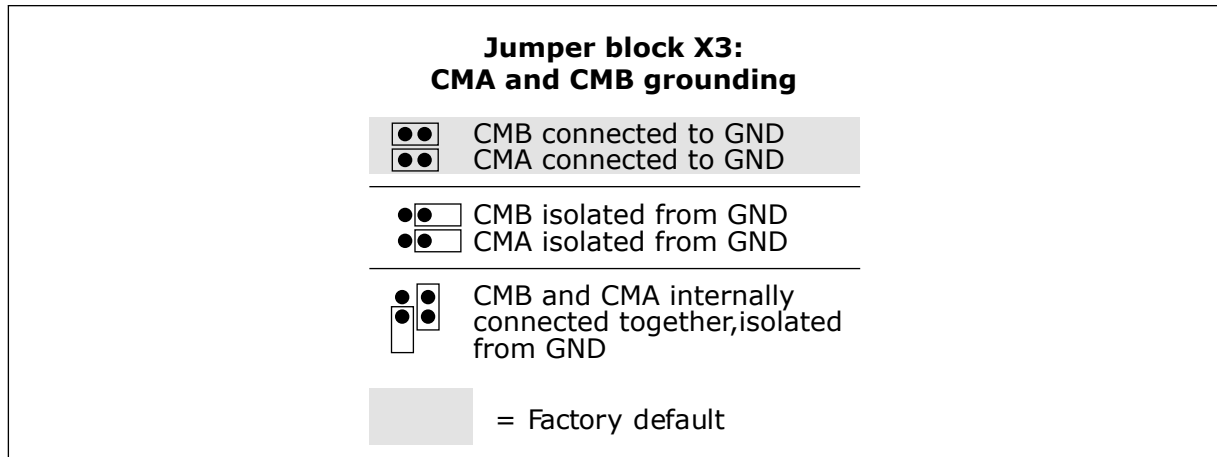 Jumper block X3:
CMA and CMB grounding
CMB connected to GND
CMA connected to GND
CMB isolated from GND
CMA isolated from GND
CMB and CMA internally
connected together,isolated
from GND
= Factory default